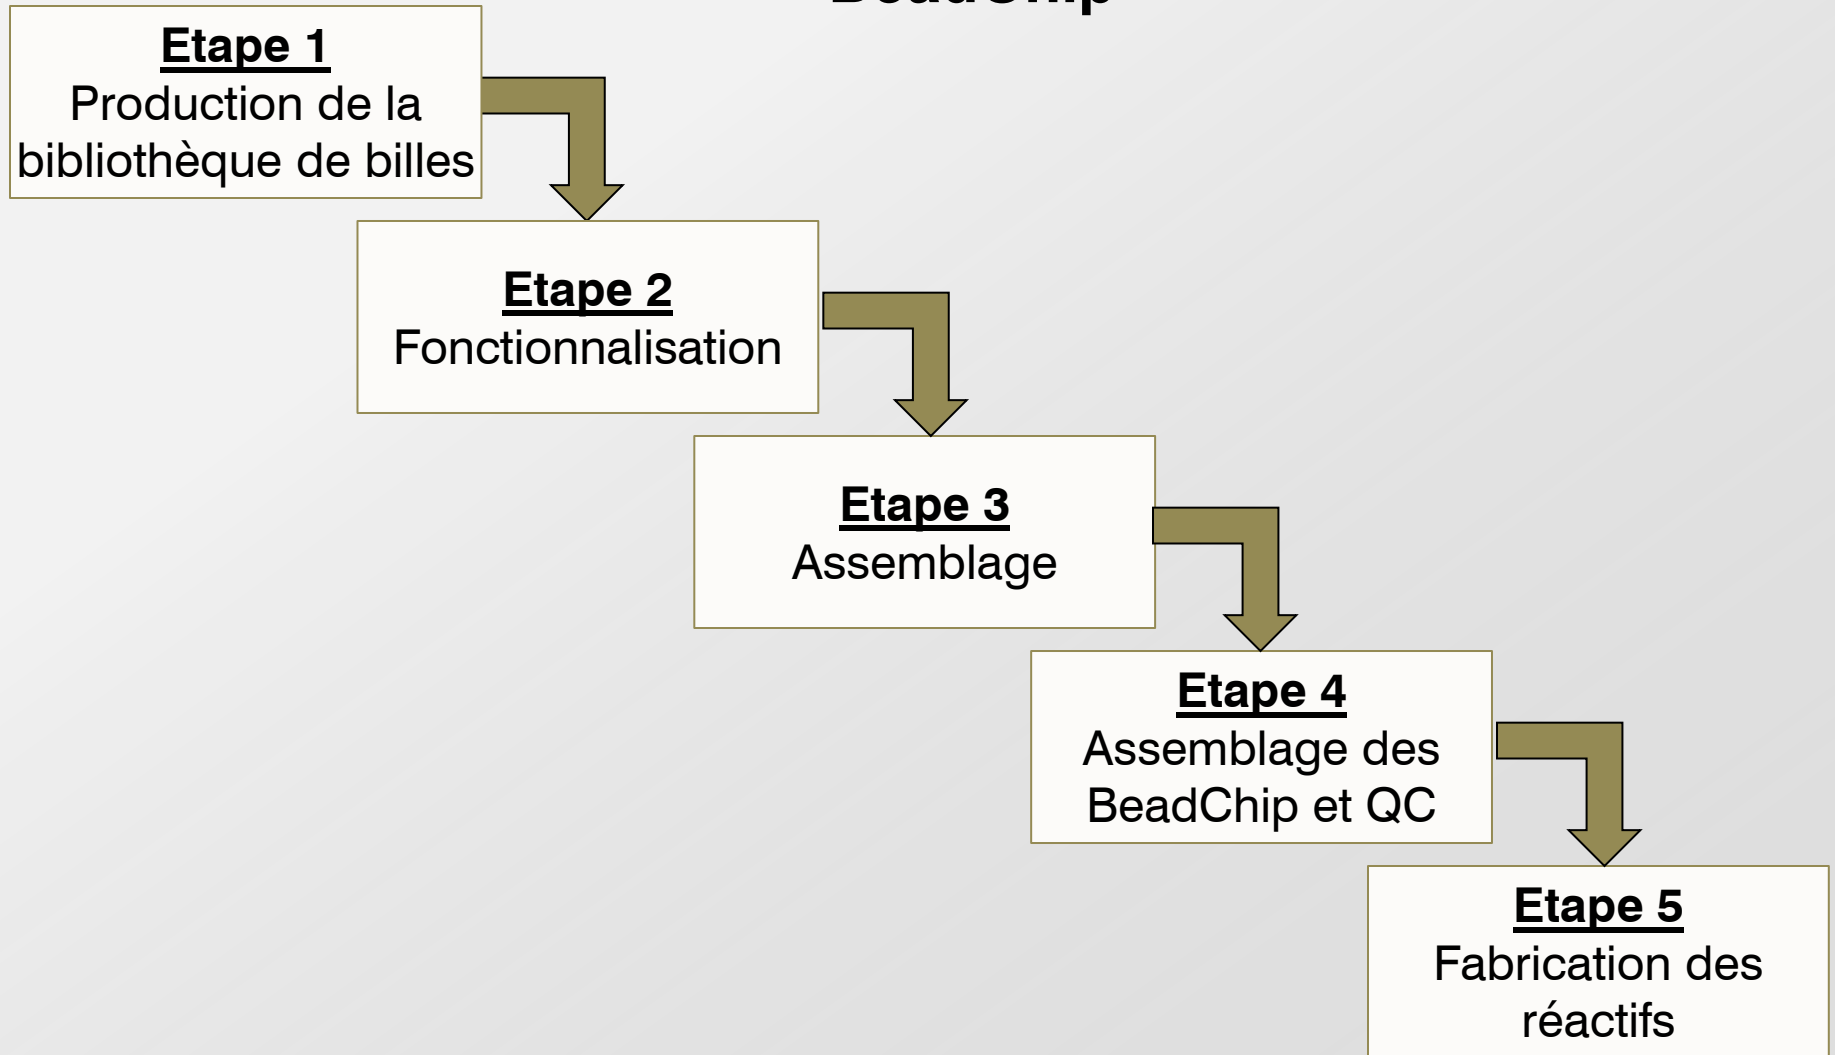 BeadChip
Etape 1
Production de la
bibliothèque de billes
Etape 2
Fonctionnalisation
Etape 3
Assemblage
Etape 4
Assemblage des
BeadChip et QC
Etape 5
Fabrication des
réactifs